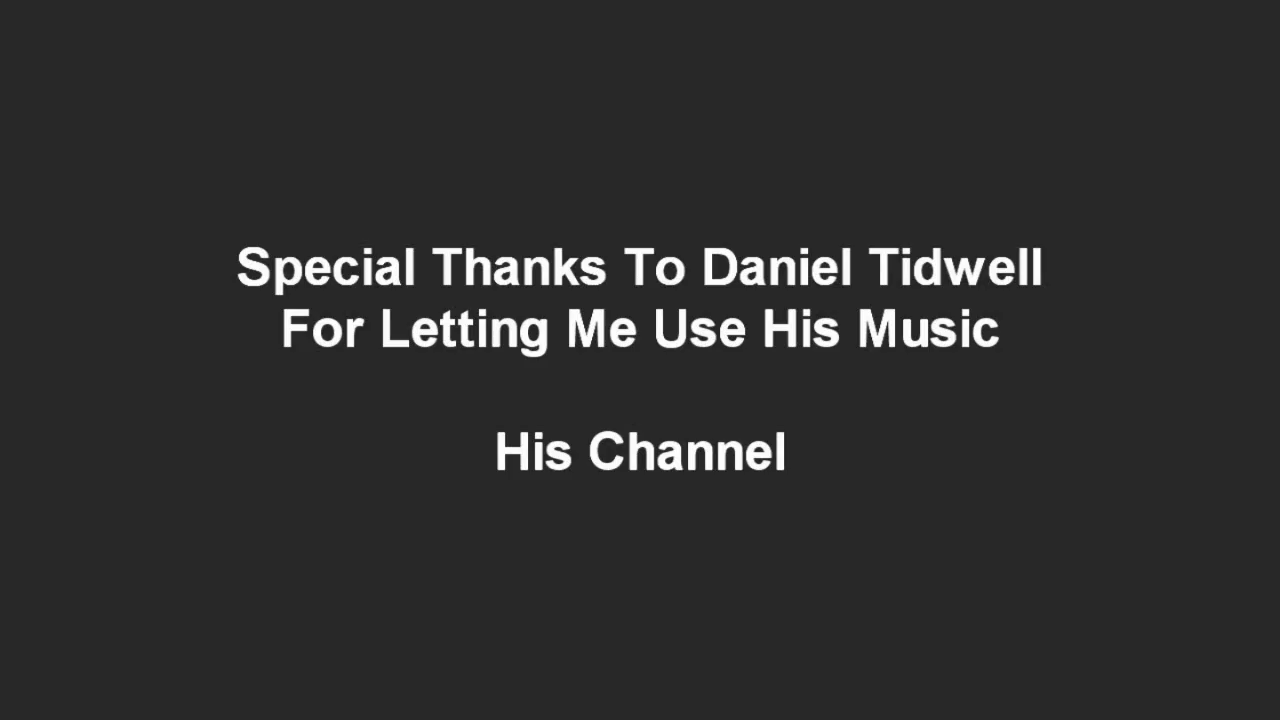 Special Thanks To Daniel Tidwell
For Letting Me Use His Music
His Channel